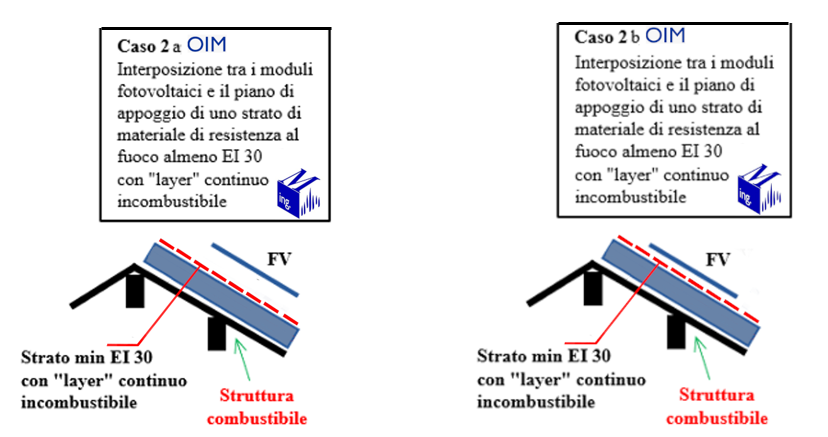 Caso 2 a OIM
Interposizione tra i moduli
fotovoltaici e il piano di
appoggio di uno strato di
materiale di resistenza al
fuoco almeno EI 30
con "layer" continuo
incombustibile
ing.
FV
Strato min EI 30
con "layer" continuo
incombustibile
Struttura
combustibile
Caso 2 b OIM
Interposizione tra i moduli
fotovoltaici e il piano di
appoggio di uno strato di
materiale di resistenza al
fuoco almeno EI 30
con "layer" continuo
incombustibile
ing.
FV
Strato min EI 30
con "layer" continuo
incombustibile
Struttura
combustibile